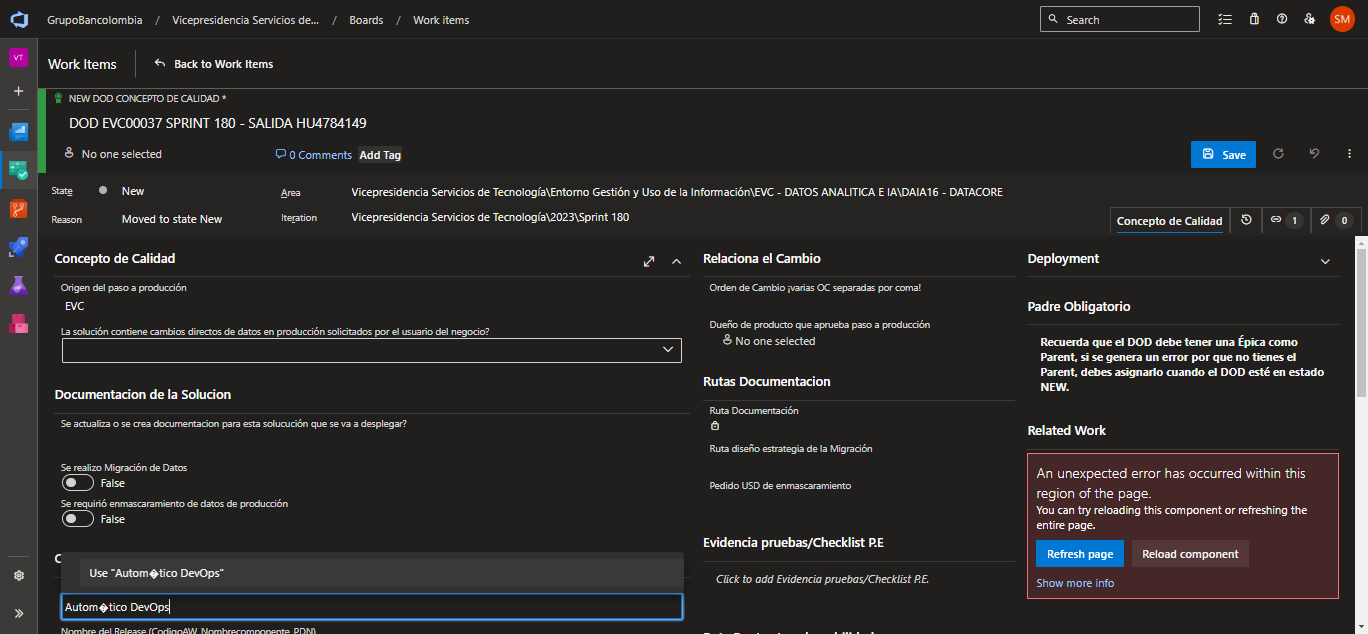 GrupoBancolombia / Vicepresidencia Servicios de... / Boards / Work items
Search
SM
VT
Work Items
Back to Work Items
NEW DOD CONCEPTO DE CALIDAD *
DOD EVC00037 SPRINT 180 - SALIDA HU4784149
No one selected
0 Comments
Add Tag
Save
State
New
Area
Vicepresidencia Servicios de Tecnología\Entorno Gestión y Uso de la Información\EVC - DATOS ANALITICA E IA\DAIA16 - DATACORE
Reason
Moved to state New
Iteration
Vicepresidencia Servicios de Tecnología\2023\Sprint 180
Concepto de Calidad
1
0
Concepto de Calidad
Origen del paso a producción
EVC
La solución contiene cambios directos de datos en producción solicitados por el usuario del negocio?
Documentacion de la Solucion
Se actualiza o se crea documentacion para esta solucución que se va a desplegar?
Se realizo Migración de Datos
False
Se requirió enmascaramiento de datos de producción
False
Use "Autom�tico DevOps"
Autom�tico DevOps
Nombre del Release (CodigoAW_Nombrecomponente_PDN)
Relaciona el Cambio
Orden de Cambio ¡varias OC separadas por coma!
Dueño de producto que aprueba paso a producción
No one selected
Rutas Documentacion
Ruta Documentación
Ruta diseño estrategia de la Migración
Pedido USD de enmascaramiento
Evidencia pruebas/Checklist P.E
Click to add Evidencia pruebas/Checklist P.E.
Deployment
Padre Obligatorio
Recuerda que el DOD debe tener una Épica como
Parent, si se genera un error por que no tienes el
Parent, debes asignarlo cuando el DOD esté en estado
NEW.
Related Work
An unexpected error has occurred within this
region of the page.
You can try reloading this component or refreshing the
entire page.
Refresh page
Reload component
Show more info